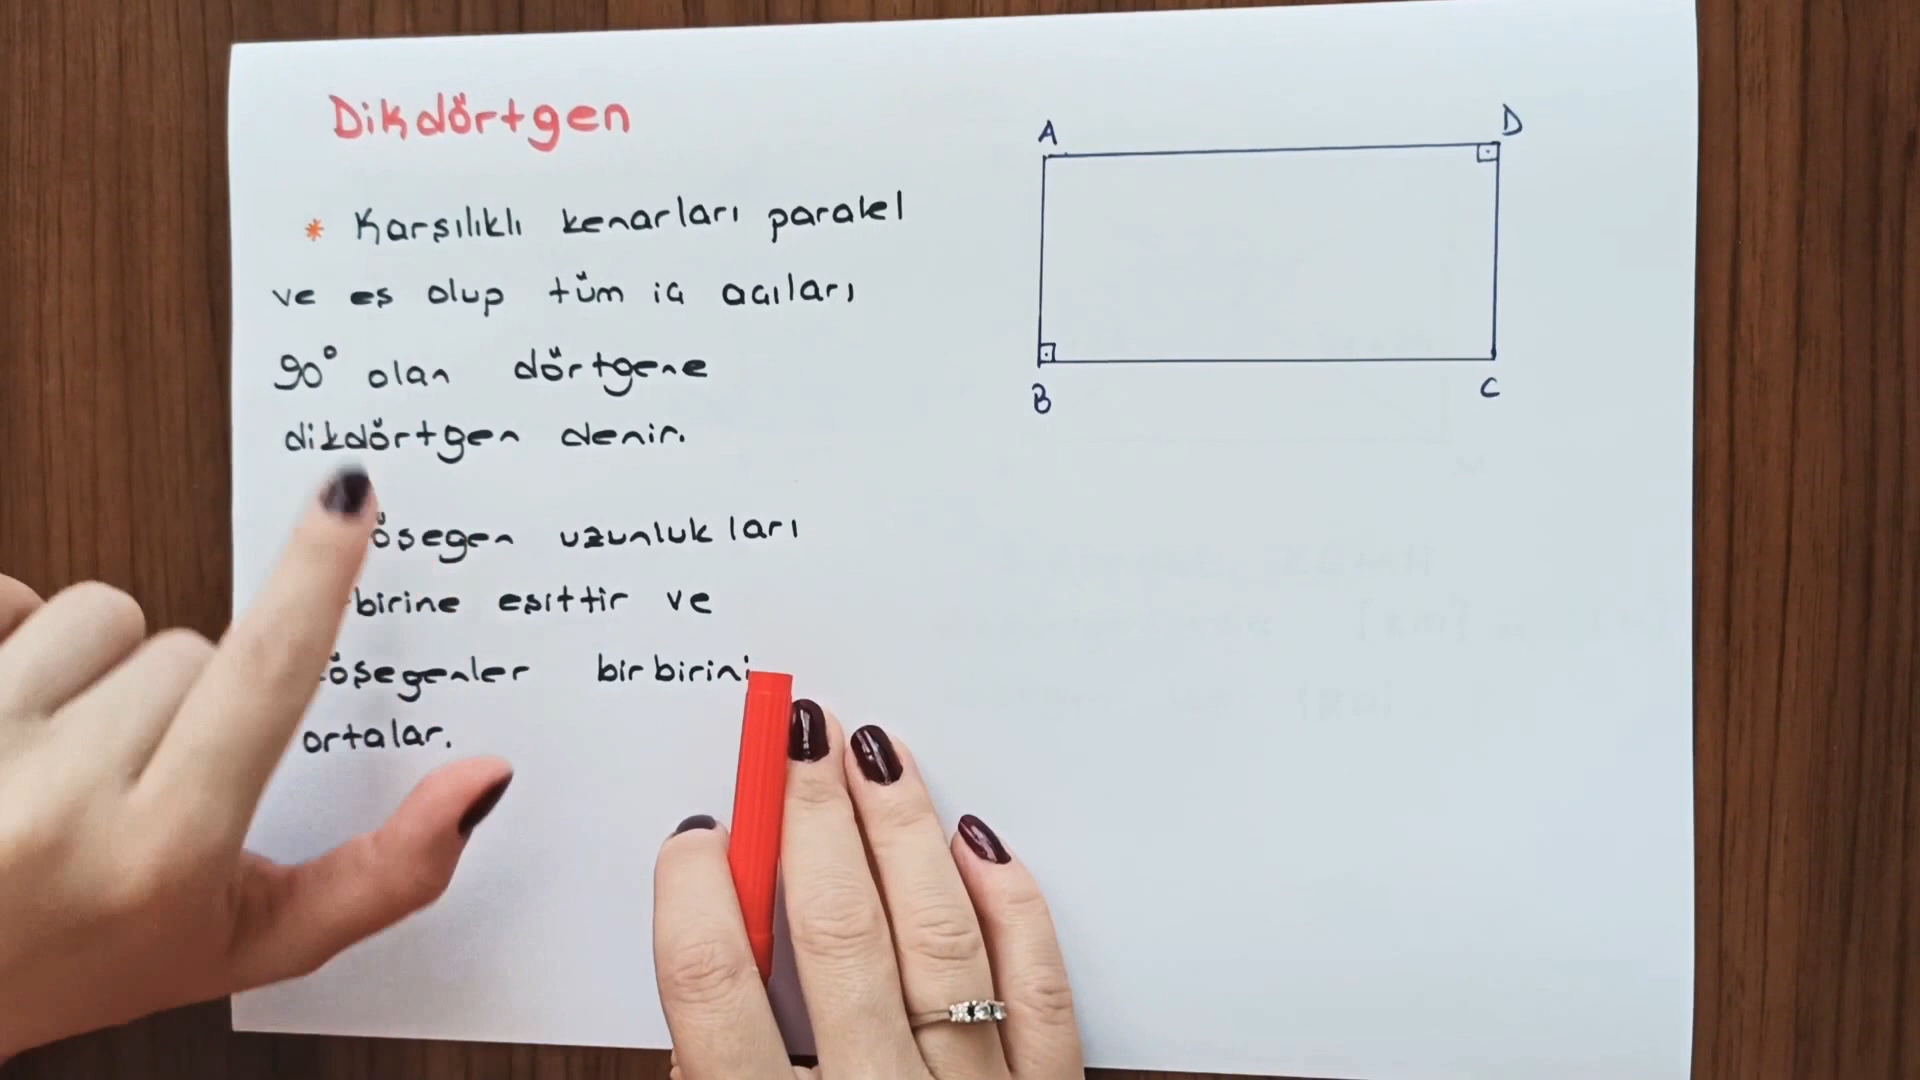 Dikdörtgen
* Karşılıklı kenarları paralel
ve eş olup tüm iç açıları
90° olan dörtgene
dikdörtgen denir.
uzunlukları
eşittir ve
birbirini
ortalar.
A
D
B
C